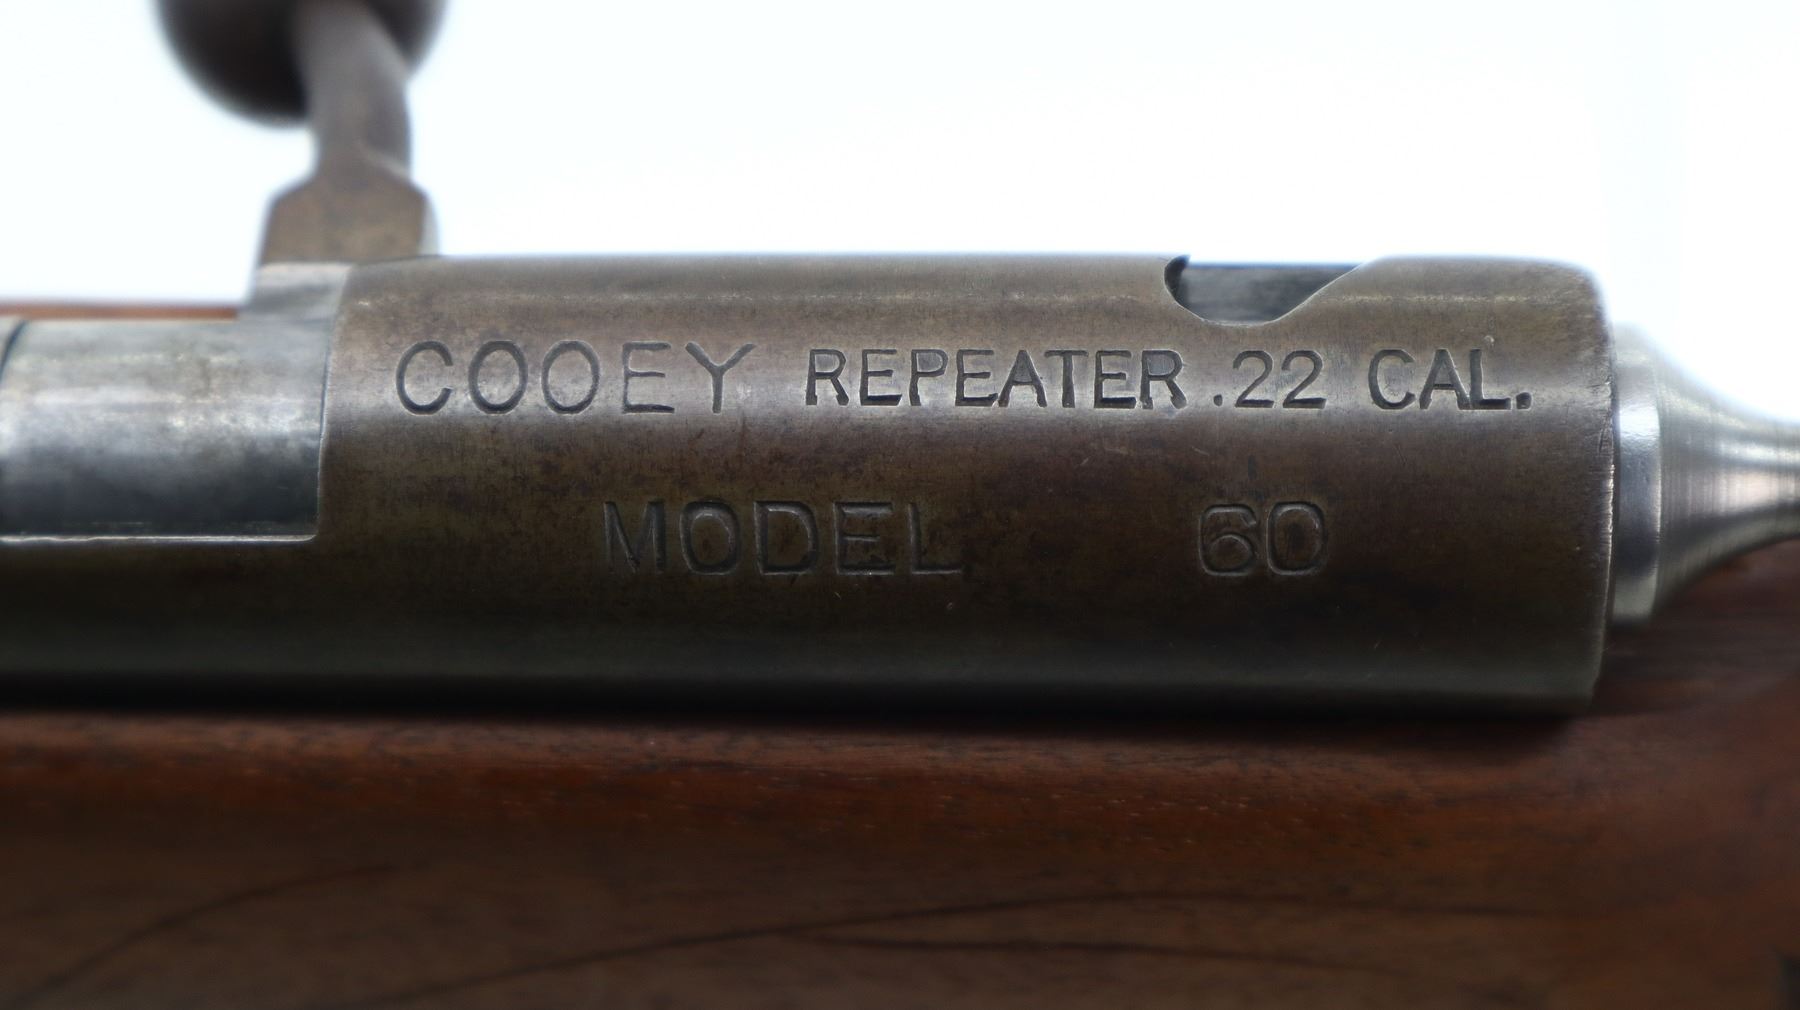 COOEY REPEATER .22 CAL.
MODEL 60